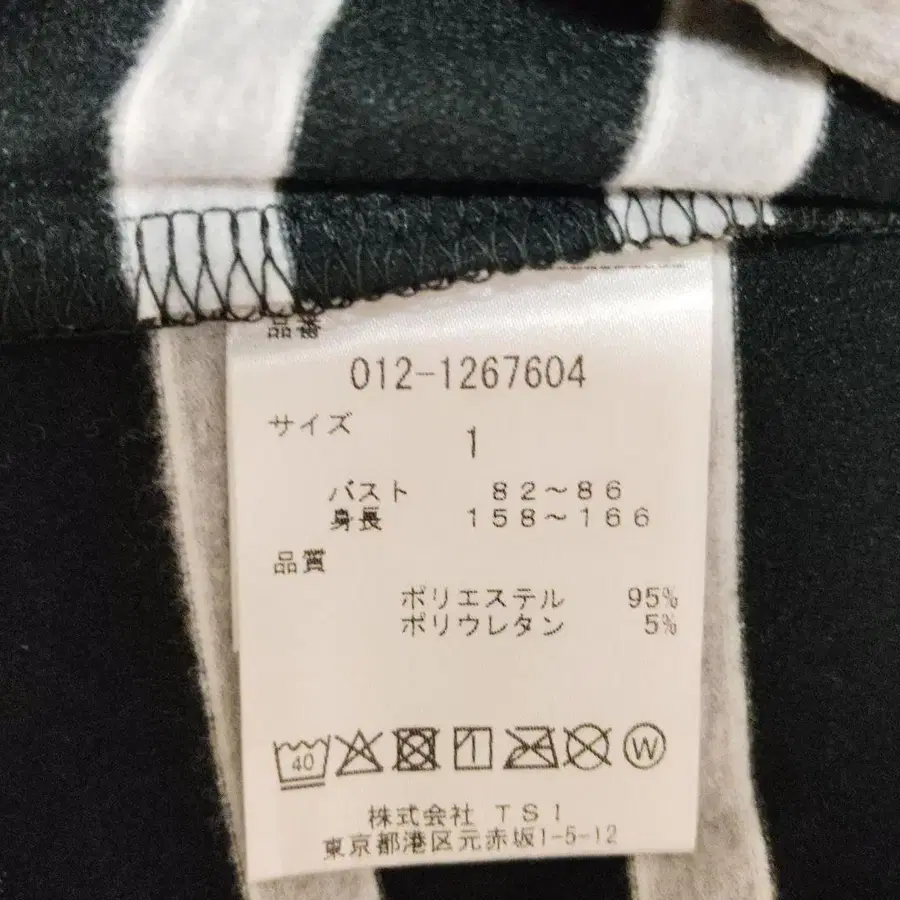 品番
012-1267604
サイズ
1
バスト 82～86
身長 158～166
品質
ポリエステル 95%
ポリウレタン 5%
40
W
株式会社 TSI
東京都港区元赤坂1-5-12